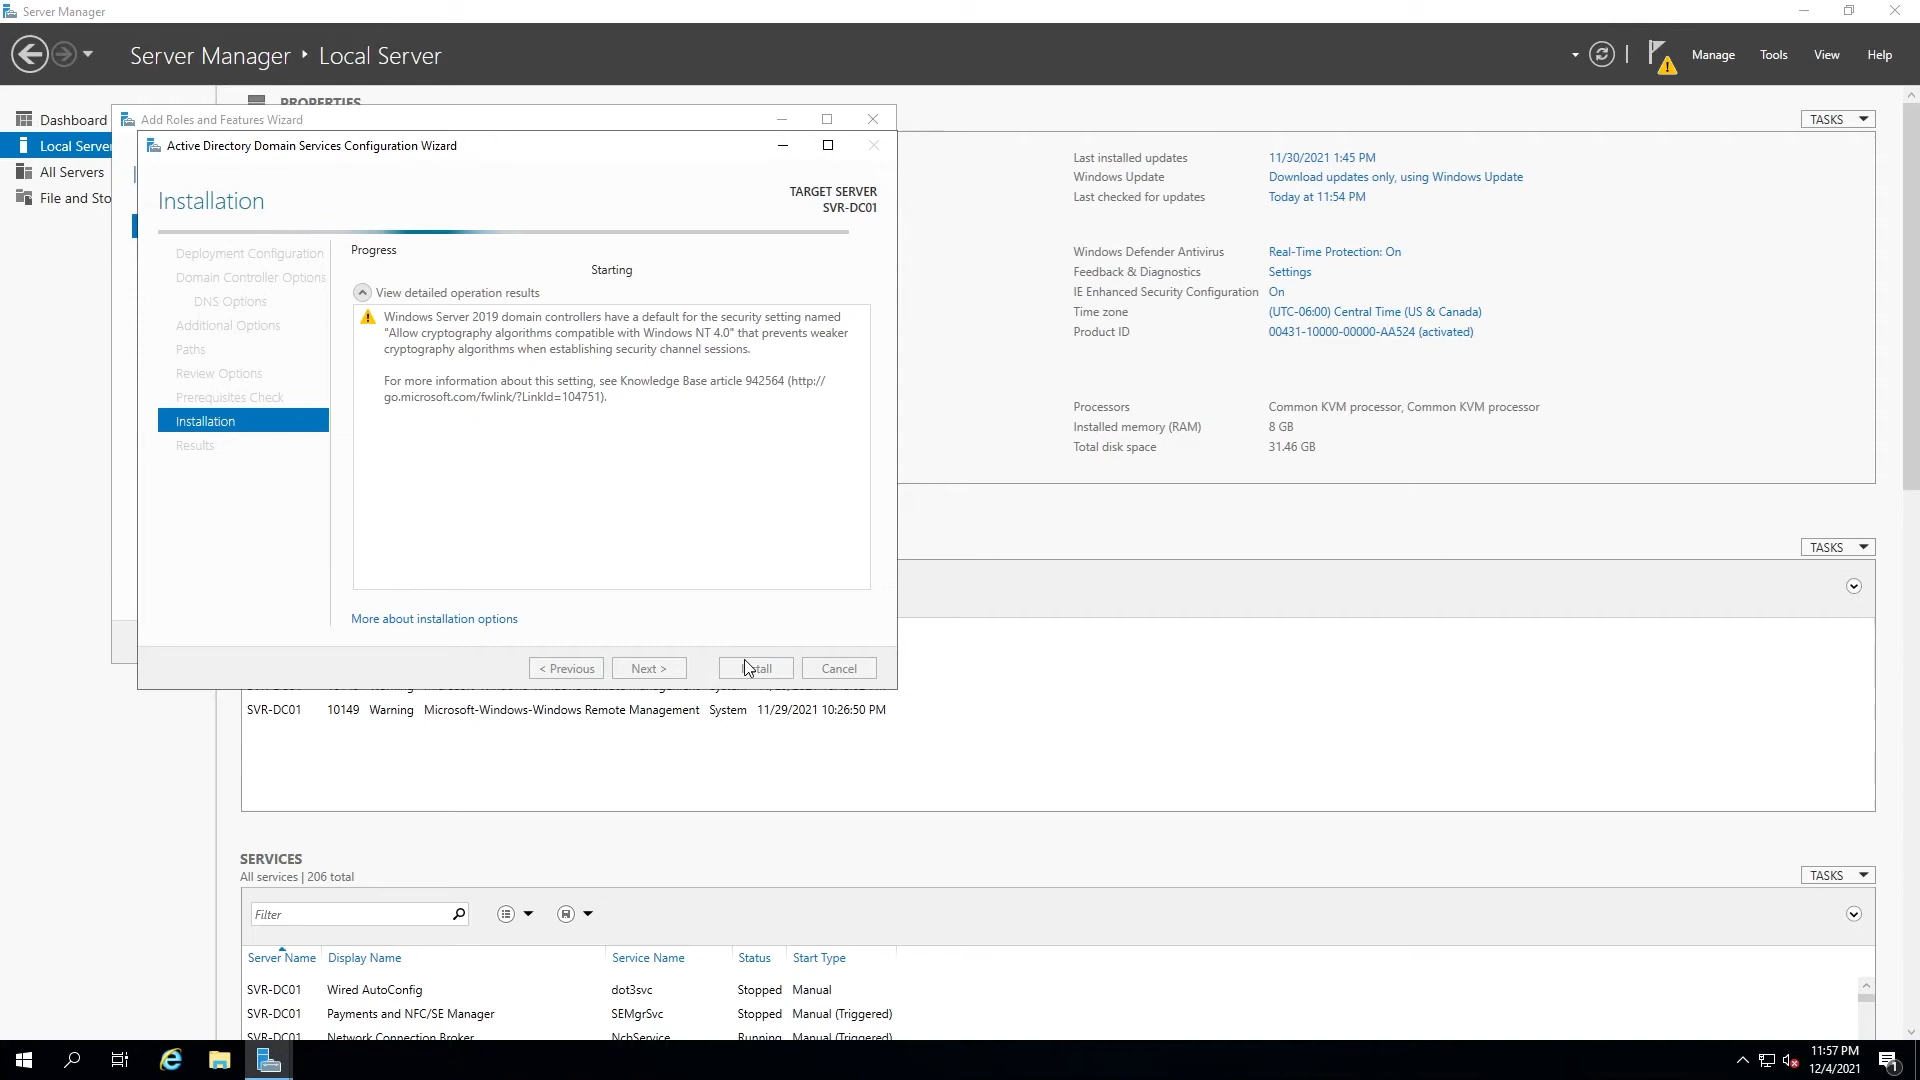 Server Manager
Server Manager ‣ Local Server
Manage
Tools
View
Help
Dashboard
Local Server
All Servers
File and Sto
PROPERTIES
TASKS
Add Roles and Features Wizard
Active Directory Domain Services Configuration Wizard
Installation
TARGET SERVER
SVR-DC01
Deployment Configuration
Domain Controller Options
DNS Options
Additional Options
Paths
Review Options
Prerequisites Check
Installation
Results
Progress
Starting
View detailed operation results
Windows Server 2019 domain controllers have a default for the security setting named
"Allow cryptography algorithms compatible with Windows NT 4.0" that prevents weaker
cryptography algorithms when establishing security channel sessions.
For more information about this setting, see Knowledge Base article 942564 (http://
go.microsoft.com/fwlink/?LinkId=104751).
More about installation options
< Previous
Next >
Cancel
Last installed updates 11/30/2021 1:45 PM
Windows Update Download updates only, using Windows Update
Last checked for updates Today at 11:54 PM
Windows Defender Antivirus Real-Time Protection: On
Feedback & Diagnostics Settings
IE Enhanced Security Configuration On
Time zone (UTC-06:00) Central Time (US & Canada)
Product ID 00431-10000-00000-AA524 (activated)
Processors Common KVM processor, Common KVM processor
Installed memory (RAM) 8 GB
Total disk space 31.46 GB
TASKS
SVR-DC01 10149 Warning Microsoft-Windows-Windows Remote Management System 11/29/2021 10:26:50 PM
SERVICES
All services | 206 total
TASKS
Filter
Server Name Display Name Service Name Status Start Type
SVR-DC01 Wired AutoConfig dot3svc Stopped Manual
SVR-DC01 Payments and NFC/SE Manager SEMgrSvc Stopped Manual (Triggered)
SVR-DC01 Network Connection Broker NcbService Running Manual (Triggered)
11:57 PM
12/4/2021
1